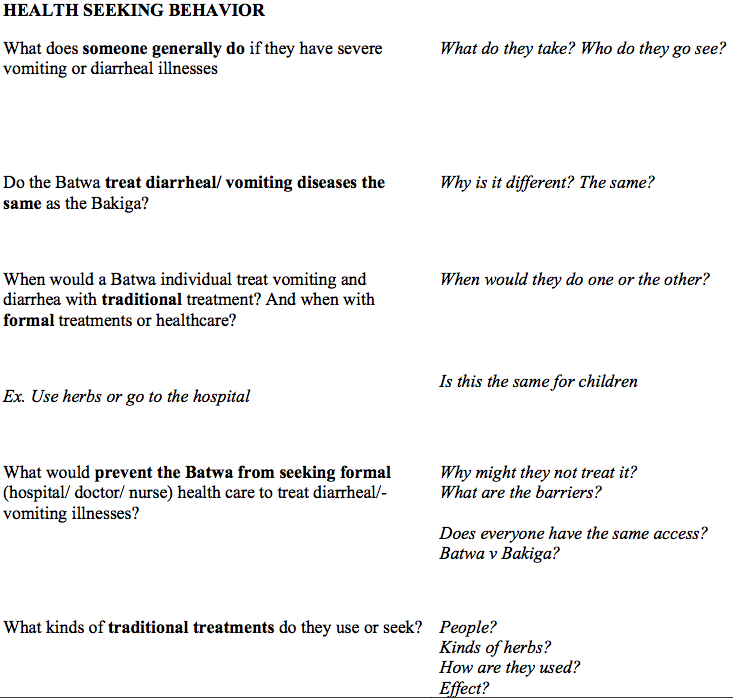 HEALTH SEEKING BEHAVIOR
What does someone generally do if they have severe
vomiting or diarrheal illnesses
What do they take? Who do they go see?
Do the Batwa treat diarrheal/ vomiting diseases the
same as the Bakiga?
Why is it different? The same?
When would a Batwa individual treat vomiting and
diarrhea with traditional treatment? And when with
formal treatments or healthcare?
When would they do one or the other?
Ex. Use herbs or go to the hospital
Is this the same for children
What would prevent the Batwa from seeking formal
(hospital/ doctor/ nurse) health care to treat diarrheal/-
vomiting illnesses?
Why might they not treat it?
What are the barriers?
Does everyone have the same access?
Batwa v Bakiga?
What kinds of traditional treatments do they use or seek?
People?
Kinds of herbs?
How are they used?
Effect?